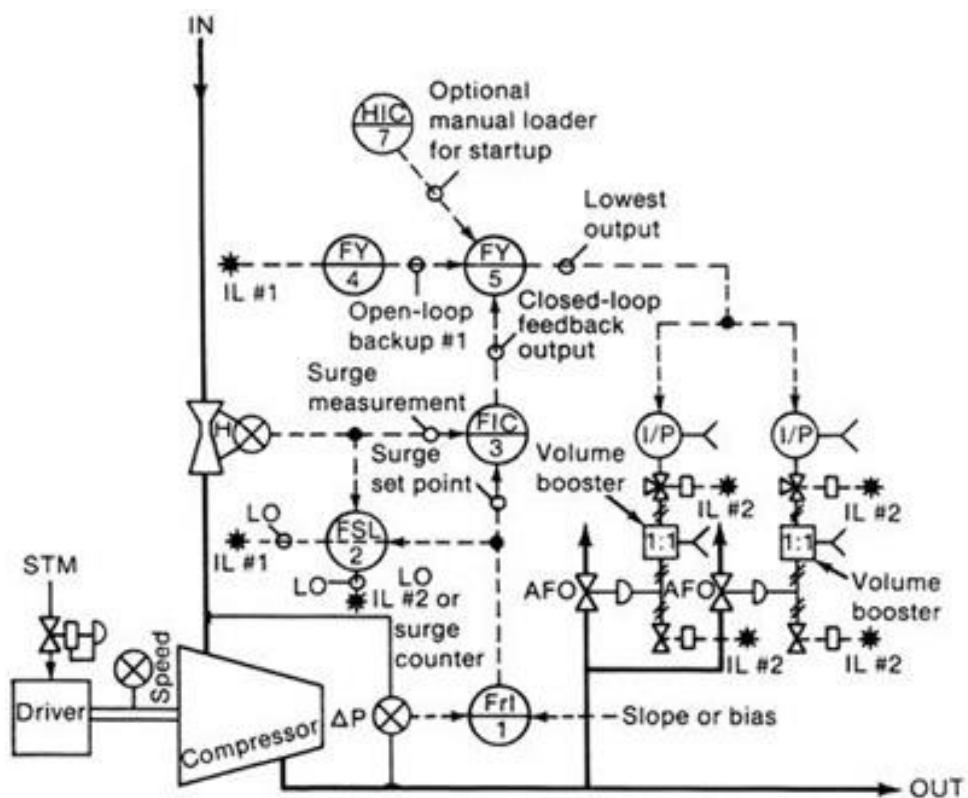 IN
HIC
7
Optional
manual loader
for startup
Lowest
output
FY
4
FY
5
IL #1
Open-loop
backup #1
Closed-loop
feedback
output
Surge
measurement
H
FIC
3
I/P
I/P
Volume
booster
Surge
set point
IL #2
IL #2
LO
FSL
2
IL #1
1:1
1:1
STM
LO
LO
IL #2 or
surge
counter
AFO
AFO
Volume
booster
IL #2
IL #2
Speed
Driver
Compressor
ΔP
FrI
1
Slope or bias
OUT